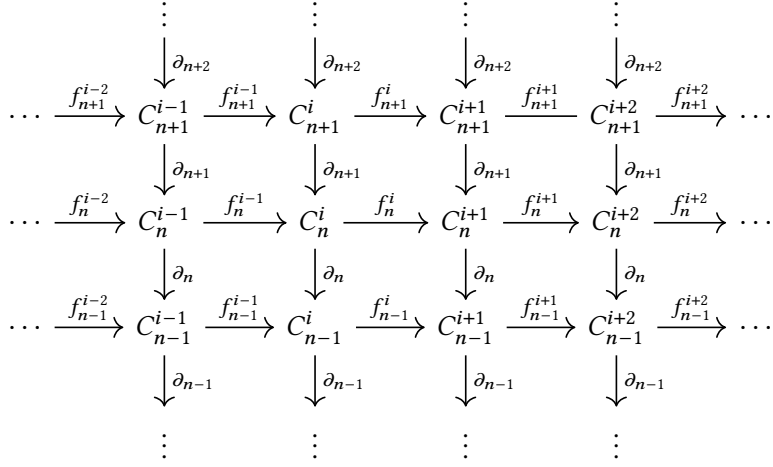 ⋮ ⋮ ⋮ ⋮
∂_{n+2} ∂_{n+2} ∂_{n+2} ∂_{n+2}
⋯ f_{n+1}^{i-2} C_{n+1}^{i-1} f_{n+1}^{i-1} C_{n+1}^{i} f_{n+1}^{i} C_{n+1}^{i+1} f_{n+1}^{i+1} C_{n+1}^{i+2} f_{n+1}^{i+2} ⋯
∂_{n+1} ∂_{n+1} ∂_{n+1} ∂_{n+1}
⋯ f_{n}^{i-2} C_{n}^{i-1} f_{n}^{i-1} C_{n}^{i} f_{n}^{i} C_{n}^{i+1} f_{n}^{i+1} C_{n}^{i+2} f_{n}^{i+2} ⋯
∂_{n} ∂_{n} ∂_{n} ∂_{n}
⋯ f_{n-1}^{i-2} C_{n-1}^{i-1} f_{n-1}^{i-1} C_{n-1}^{i} f_{n-1}^{i} C_{n-1}^{i+1} f_{n-1}^{i+1} C_{n-1}^{i+2} f_{n-1}^{i+2} ⋯
∂_{n-1} ∂_{n-1} ∂_{n-1} ∂_{n-1}
⋮ ⋮ ⋮ ⋮